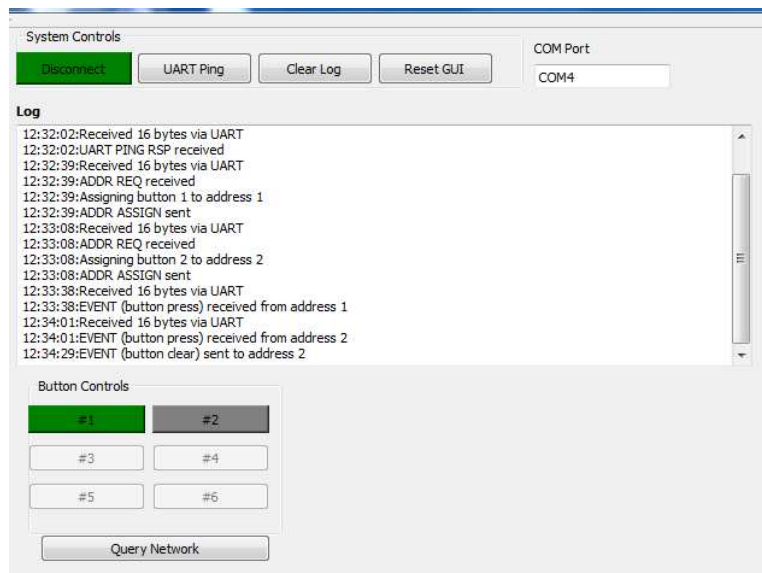 System Controls
Disconnect
UART Ping
Clear Log
Reset GUI
COM Port
COM4
Log
12:32:02:Received 16 bytes via UART
12:32:02:UART PING RSP received
12:32:39:Received 16 bytes via UART
12:32:39:ADDR REQ received
12:32:39:Assigning button 1 to address 1
12:32:39:ADDR ASSIGN sent
12:33:08:Received 16 bytes via UART
12:33:08:ADDR REQ received
12:33:08:Assigning button 2 to address 2
12:33:08:ADDR ASSIGN sent
12:33:38:Received 16 bytes via UART
12:33:38:EVENT (button press) received from address 1
12:34:01:Received 16 bytes via UART
12:34:01:EVENT (button press) received from address 2
12:34:29:EVENT (button clear) sent to address 2
Button Controls
#1
#2
#3
#4
#5
#6
Query Network